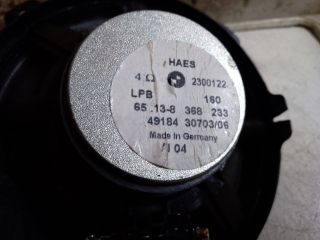 HAES
4 Ω 2300122
LPB 160
65 .13-8 368 233
49184 30703/06
Made in Germany
04